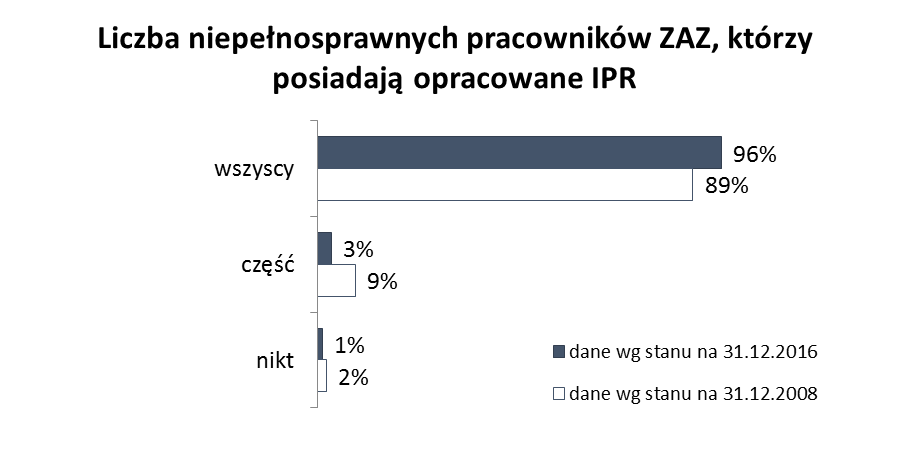 Liczba niepełnosprawnych pracowników ZAZ, którzy
posiadają opracowane IPR
wszyscy
96%
89%
część
3%
9%
nikt
1%
2%
dane wg stanu na 31.12.2016
dane wg stanu na 31.12.2008